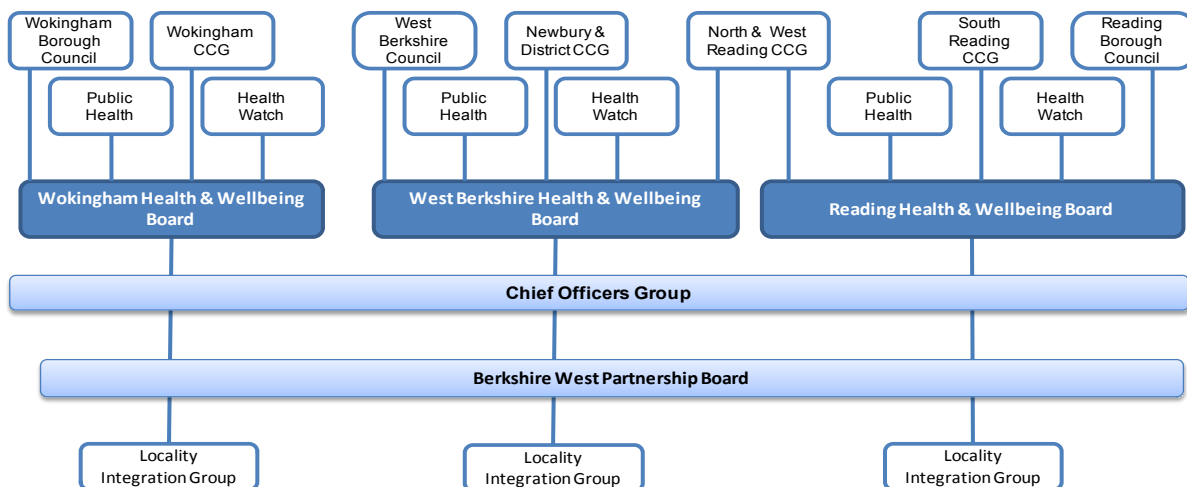 Wokingham
Borough
Council
Wokingham
CCG
West
Berkshire
Council
Newbury &
District CCG
North & West
Reading CCG
South
Reading
CCG
Reading
Borough
Council
Public
Health
Health
Watch
Public
Health
Health
Watch
Public
Health
Health
Watch
Wokingham Health & Wellbeing
Board
West Berkshire Health & Wellbeing
Board
Reading Health & Wellbeing Board
Chief Officers Group
Berkshire West Partnership Board
Locality
Integration Group
Locality
Integration Group
Locality
Integration Group